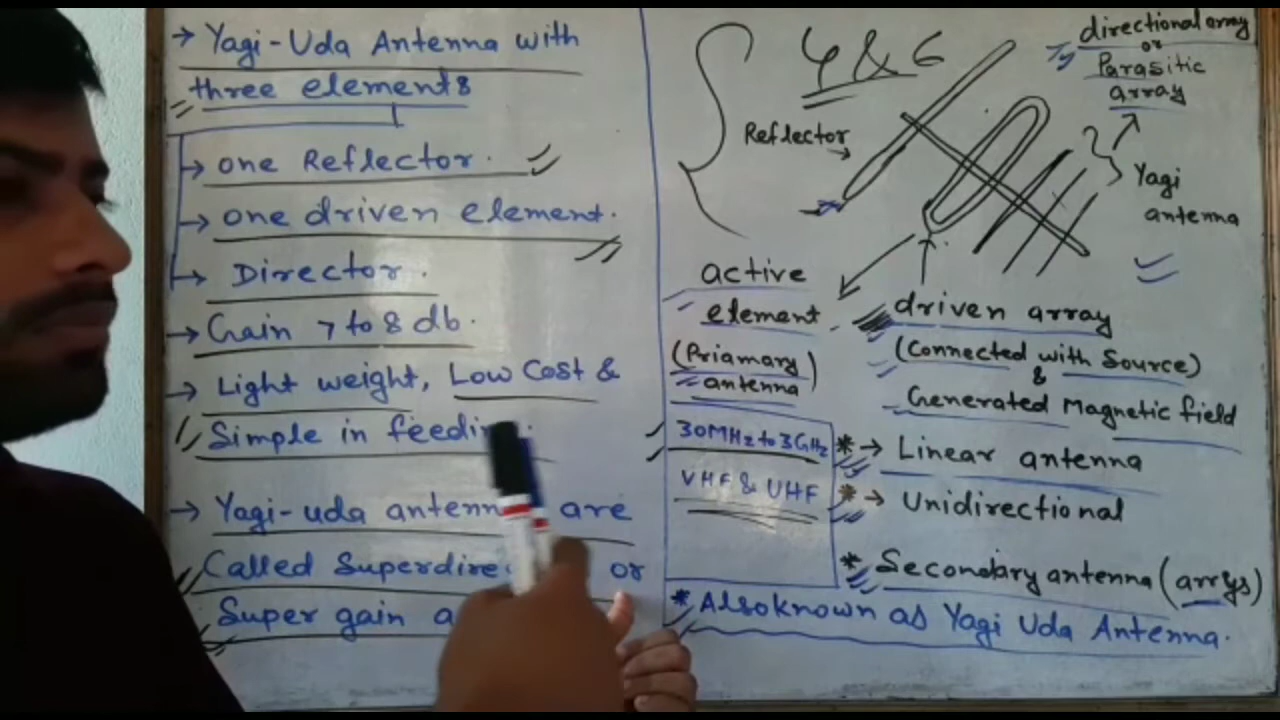 → Yagi-Uda Antenna with
three elements
→ one Reflector.
→ one driven element.
→ Director.
→ Gain 7 to 8 db.
→ Light weight, Low Cost &
Simple in
→ Yagi-uda are
Called or
Super gain
4 & 6
directional array
or
Parasitic
array
Reflector
Yagi
antenna
active
element
(Priamary)
antenna
driven array
(Connected with Source)
&
Generated Magnetic field
30MHz to 3GHz
VHF & UHF
* → Linear antenna
* → Unidirectional
* Secondary antenna (arrys)
* Also known as Yagi Uda Antenna.